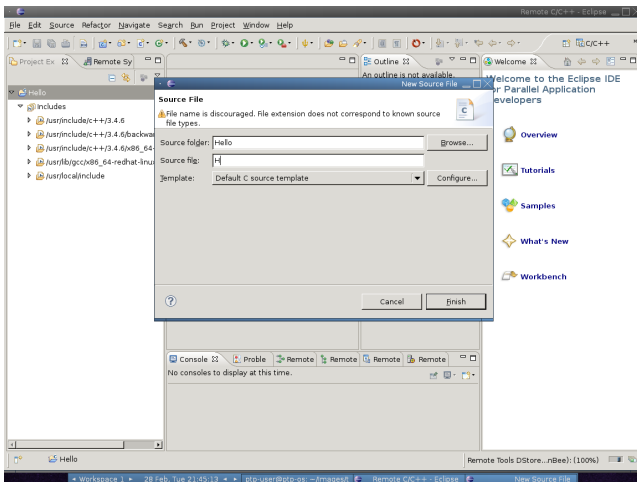 Remote C/C++ - Eclipse
File Edit Source Refactor Navigate Search Run Project Window Help
C/C++
Project Ex
Remote Sy
Outline
Welcome
An outline is not available.
Welcome to the Eclipse IDE
or Parallel Application
evelopers
Hello
Includes
/usr/include/c++/3.4.6
/usr/include/c++/3.4.6/backwa
/usr/include/c++/3.4.6/x86_64-
/usr/lib/gcc/x86_64-redhat-linu
/usr/local/include
New Source File
Source File
File name is discouraged. File extension does not correspond to known source
file types.
Source folder: Hello Browse...
Source file: H
Template: Default C source template Configure...
Cancel Finish
Overview
Tutorials
Samples
What's New
Workbench
Console
Proble
Remote
Remote
Remote
Remote
No consoles to display at this time.
Hello
Remote Tools DStore...nBee): (100%)
Workspace 1
28 Feb, Tue 21:45:13
ptp-user@ptp-os: ~/images/t
Remote C/C++ - Eclipse
New Source File